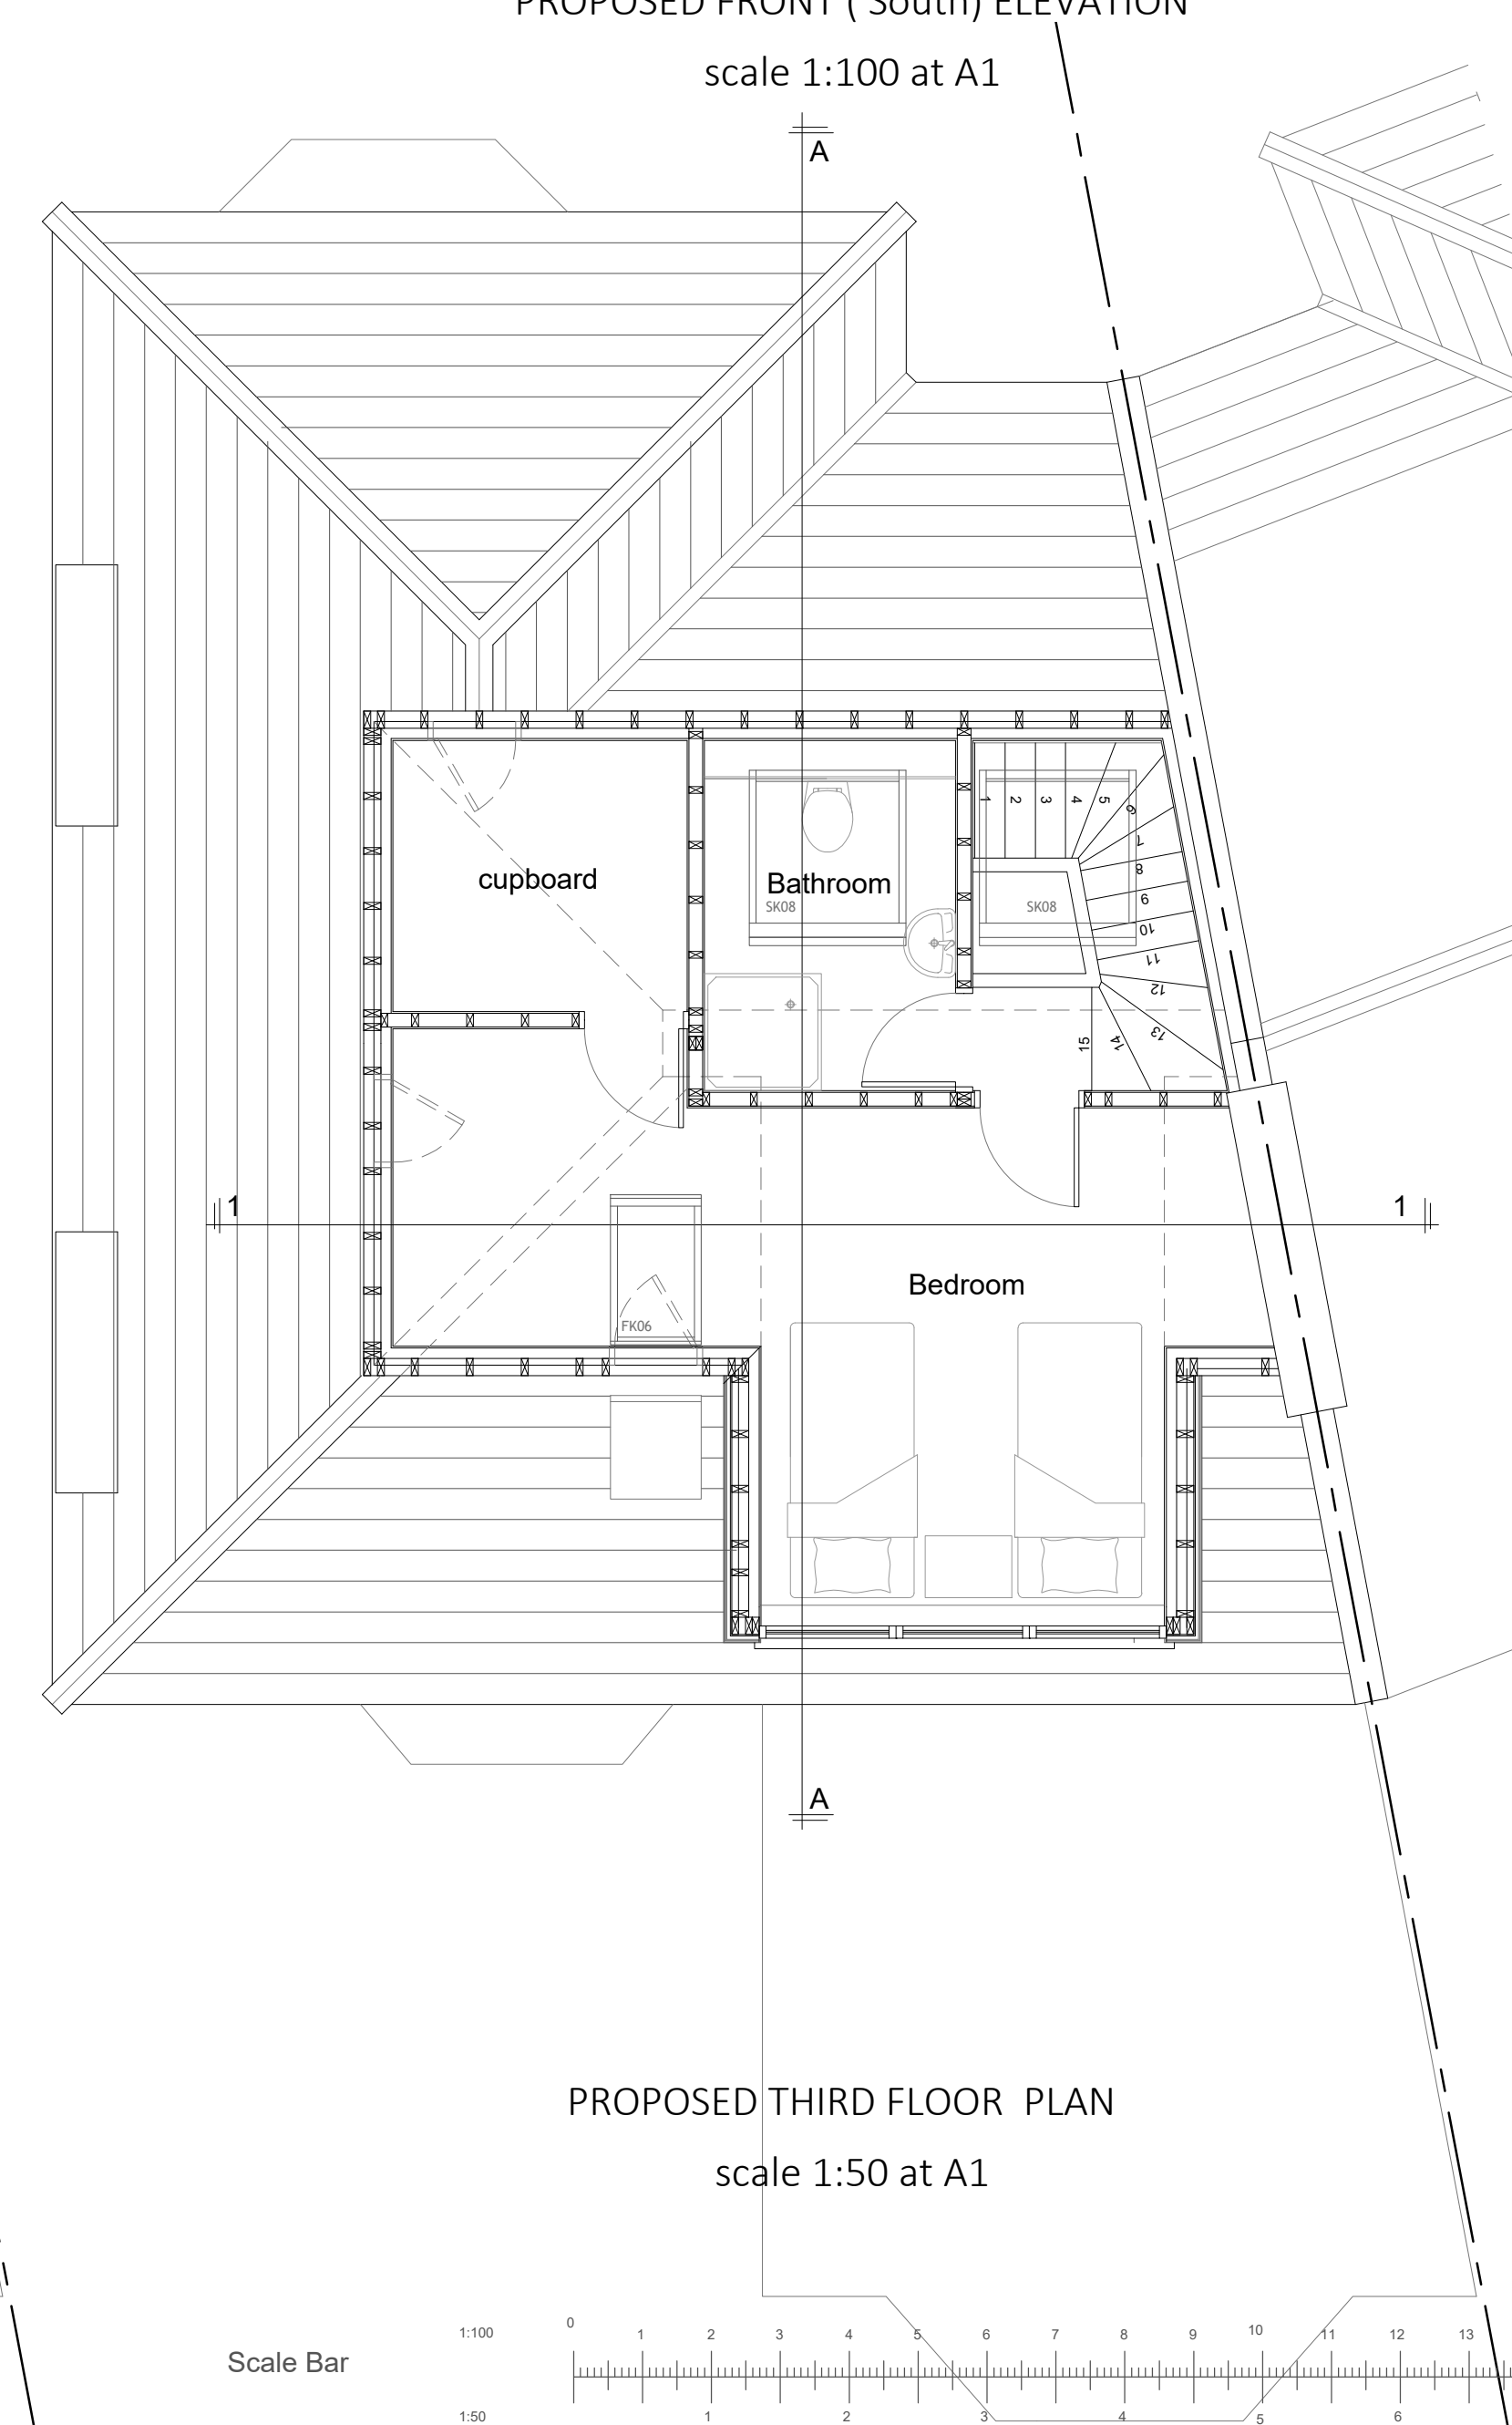 PROPOSED FRONT ( South) ELEVATION
scale 1:100 at A1
A
1 2 3 4 5 6 7 8 9 10 11 12 13 14 15
cupboard
Bathroom
SK08
SK08
1
1
Bedroom
FK06
A
PROPOSED THIRD FLOOR PLAN
scale 1:50 at A1
Scale Bar
1:100
0 1 2 3 4 5 6 7 8 9 10 11 12 13
1:50
1 2 3 4 5 6